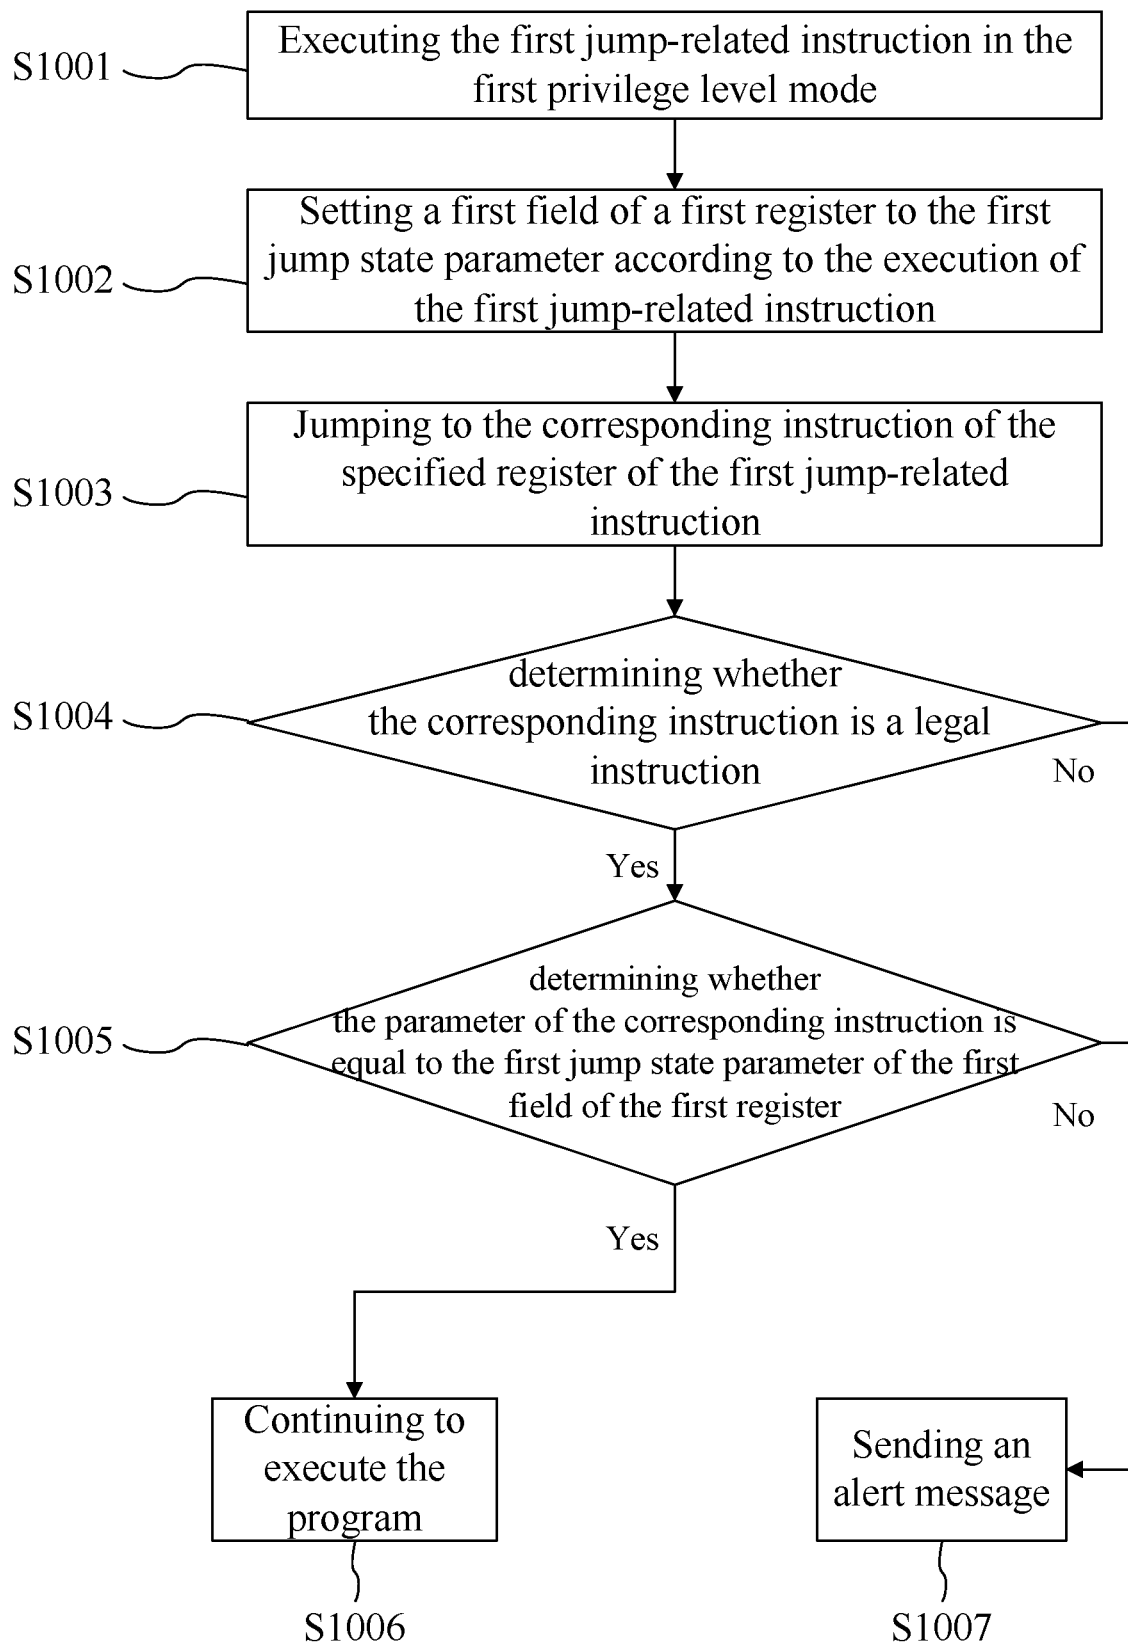 S1001
Executing the first jump-related instruction in the
first privilege level mode
S1002
Setting a first field of a first register to the first
jump state parameter according to the execution of
the first jump-related instruction
S1003
Jumping to the corresponding instruction of the
specified register of the first jump-related
instruction
S1004
determining whether
the corresponding instruction is a legal
instruction
No
Yes
S1005
determining whether
the parameter of the corresponding instruction is
equal to the first jump state parameter of the first
field of the first register
No
Yes
Continuing to
execute the
program
Sending an
alert message
S1006
S1007